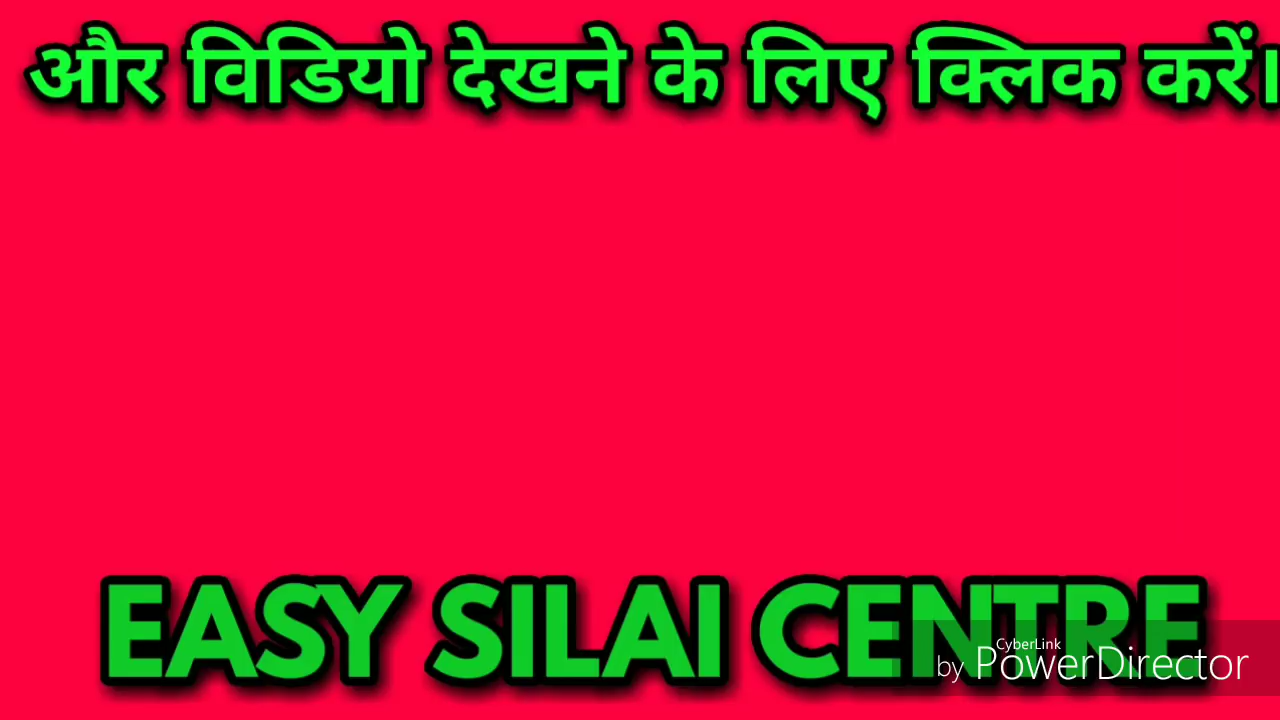 और विडियो देखने के लिए क्लिक करें।
EASY SILAI CENTRE
CyberLink
by PowerDirector